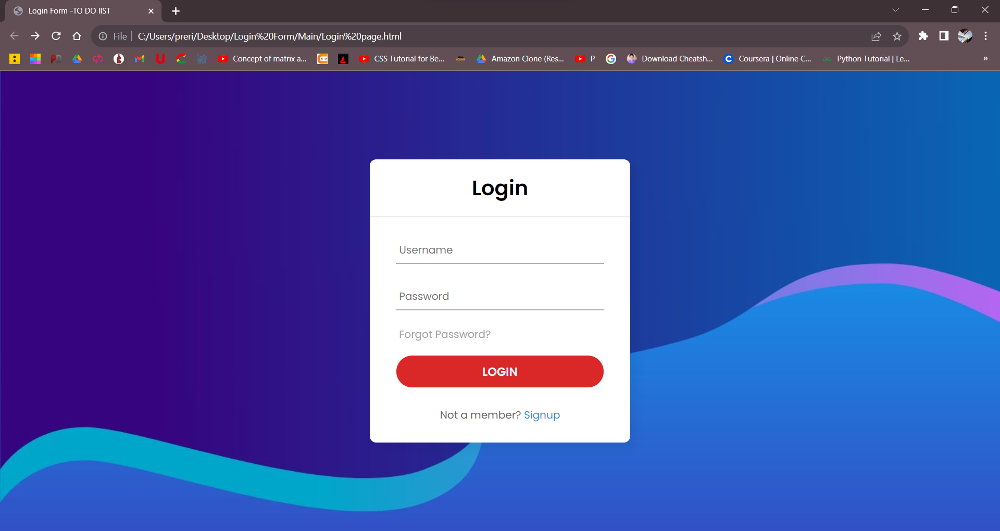 Login Form -TO DO lIST
File C:/Users/preri/Desktop/Login%20Form/Main/Login%20page.html
Concept of matrix a... CSS Tutorial for Be... Amazon Clone (Res... P Download Cheatsh... Coursera | Online C... Python Tutorial | Le...
Login
Username
Password
Forgot Password?
LOGIN
Not a member? Signup